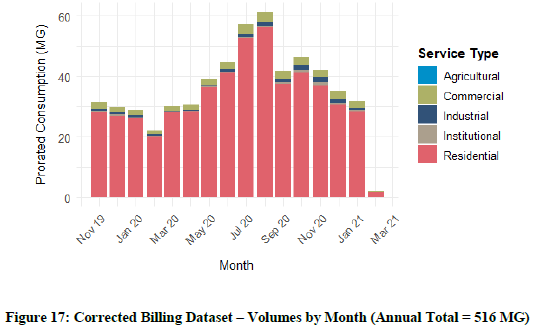 60
40
20
0
Prorated Consumption (MG)
Nov 19
Jan 20
Mar 20
May 20
Jul 20
Sep 20
Nov 20
Jan 21
Mar 21
Month
Service Type
Agricultural
Commercial
Industrial
Institutional
Residential
Figure 17: Corrected Billing Dataset – Volumes by Month (Annual Total = 516 MG)